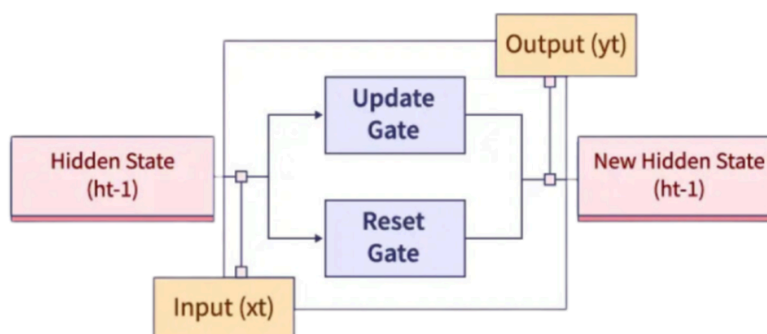 Output (yt)
Update
Gate
Hidden State
(ht-1)
New Hidden State
(ht-1)
Reset
Gate
Input (xt)